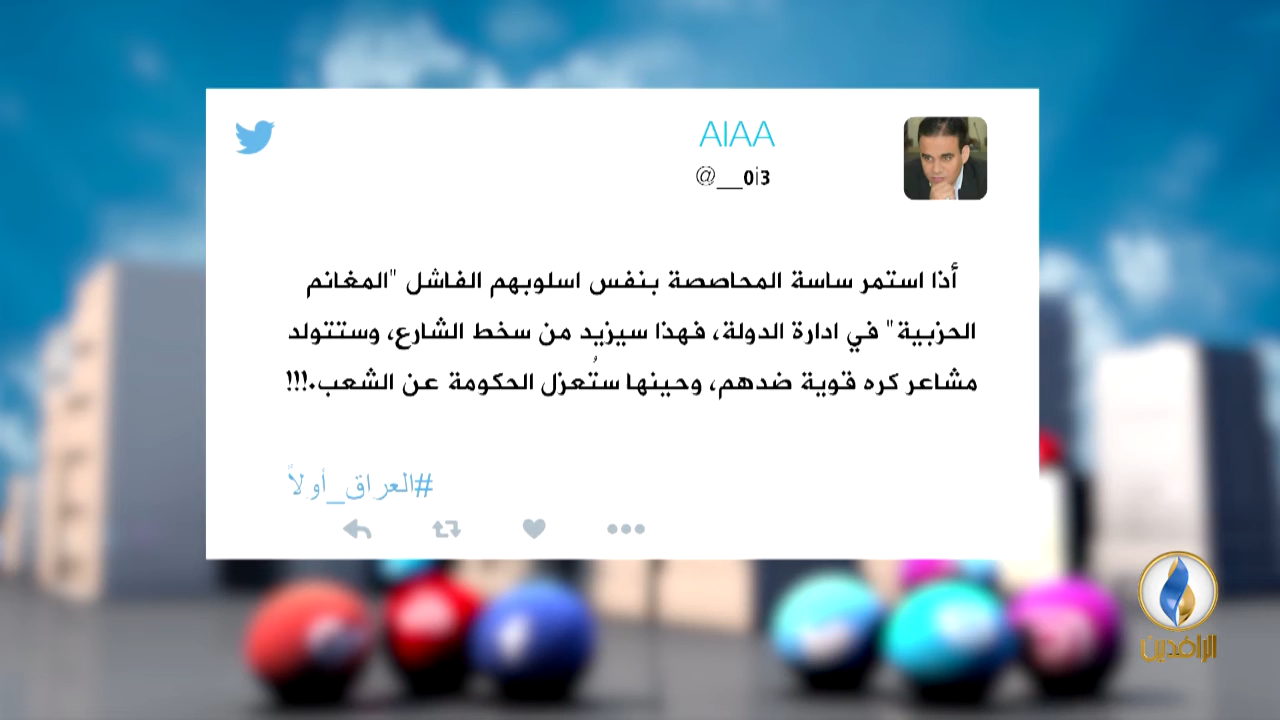 AIAA
@__0i3
أذا استمر ساسة المحاصصة بنفس اسلوبهم الفاشل "المغانم
الحزبية" في ادارة الدولة، فهذا سيزيد من سخط الشارع، وستتولد
مشاعر كره قوية ضدهم، وحينها ستُعزل الحكومة عن الشعب.!!!
#العراق_أولاً
الرافدين